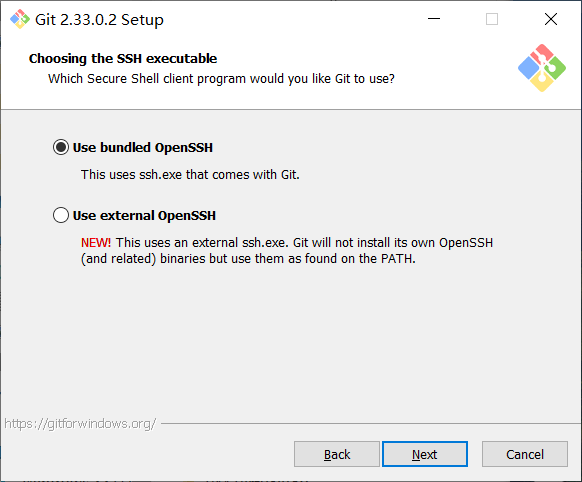 Git 2.33.0.2 Setup
Choosing the SSH executable
Which Secure Shell client program would you like Git to use?
Use bundled OpenSSH
This uses ssh.exe that comes with Git.
Use external OpenSSH
NEW! This uses an external ssh.exe. Git will not install its own OpenSSH
(and related) binaries but use them as found on the PATH.
https://gitforwindows.org/
Back Next Cancel